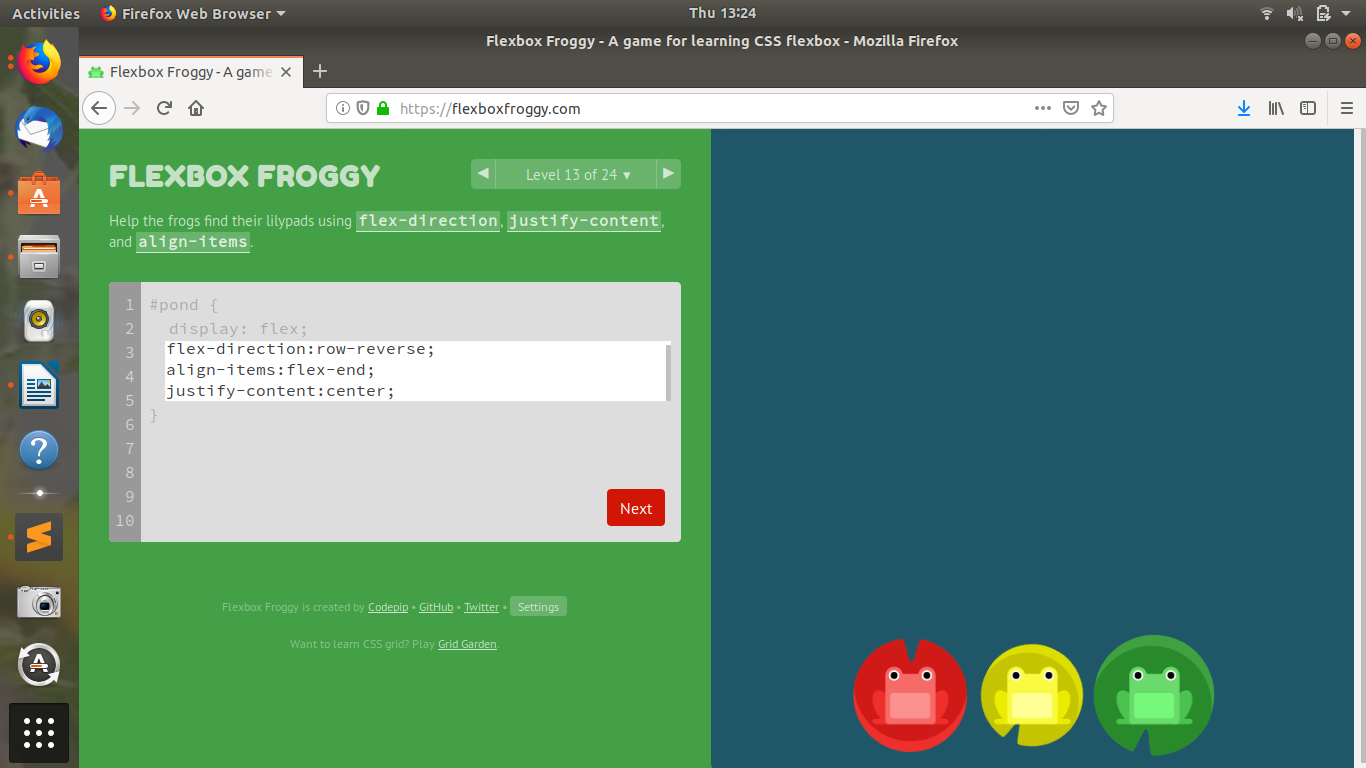 Activities Firefox Web Browser Thu 13:24
Flexbox Froggy - A game for learning CSS flexbox - Mozilla Firefox
Flexbox Froggy - A game
https://flexboxfroggy.com
FLEXBOX FROGGY
Level 13 of 24
Help the frogs find their lilypads using flex-direction, justify-content,
and align-items.
1 #pond {
2 display: flex;
3 flex-direction:row-reverse;
4 align-items:flex-end;
5 justify-content:center;
6 }
7
8
9
10
Next
Flexbox Froggy is created by Codepip • GitHub • Twitter • Settings
Want to learn CSS grid? Play Grid Garden.